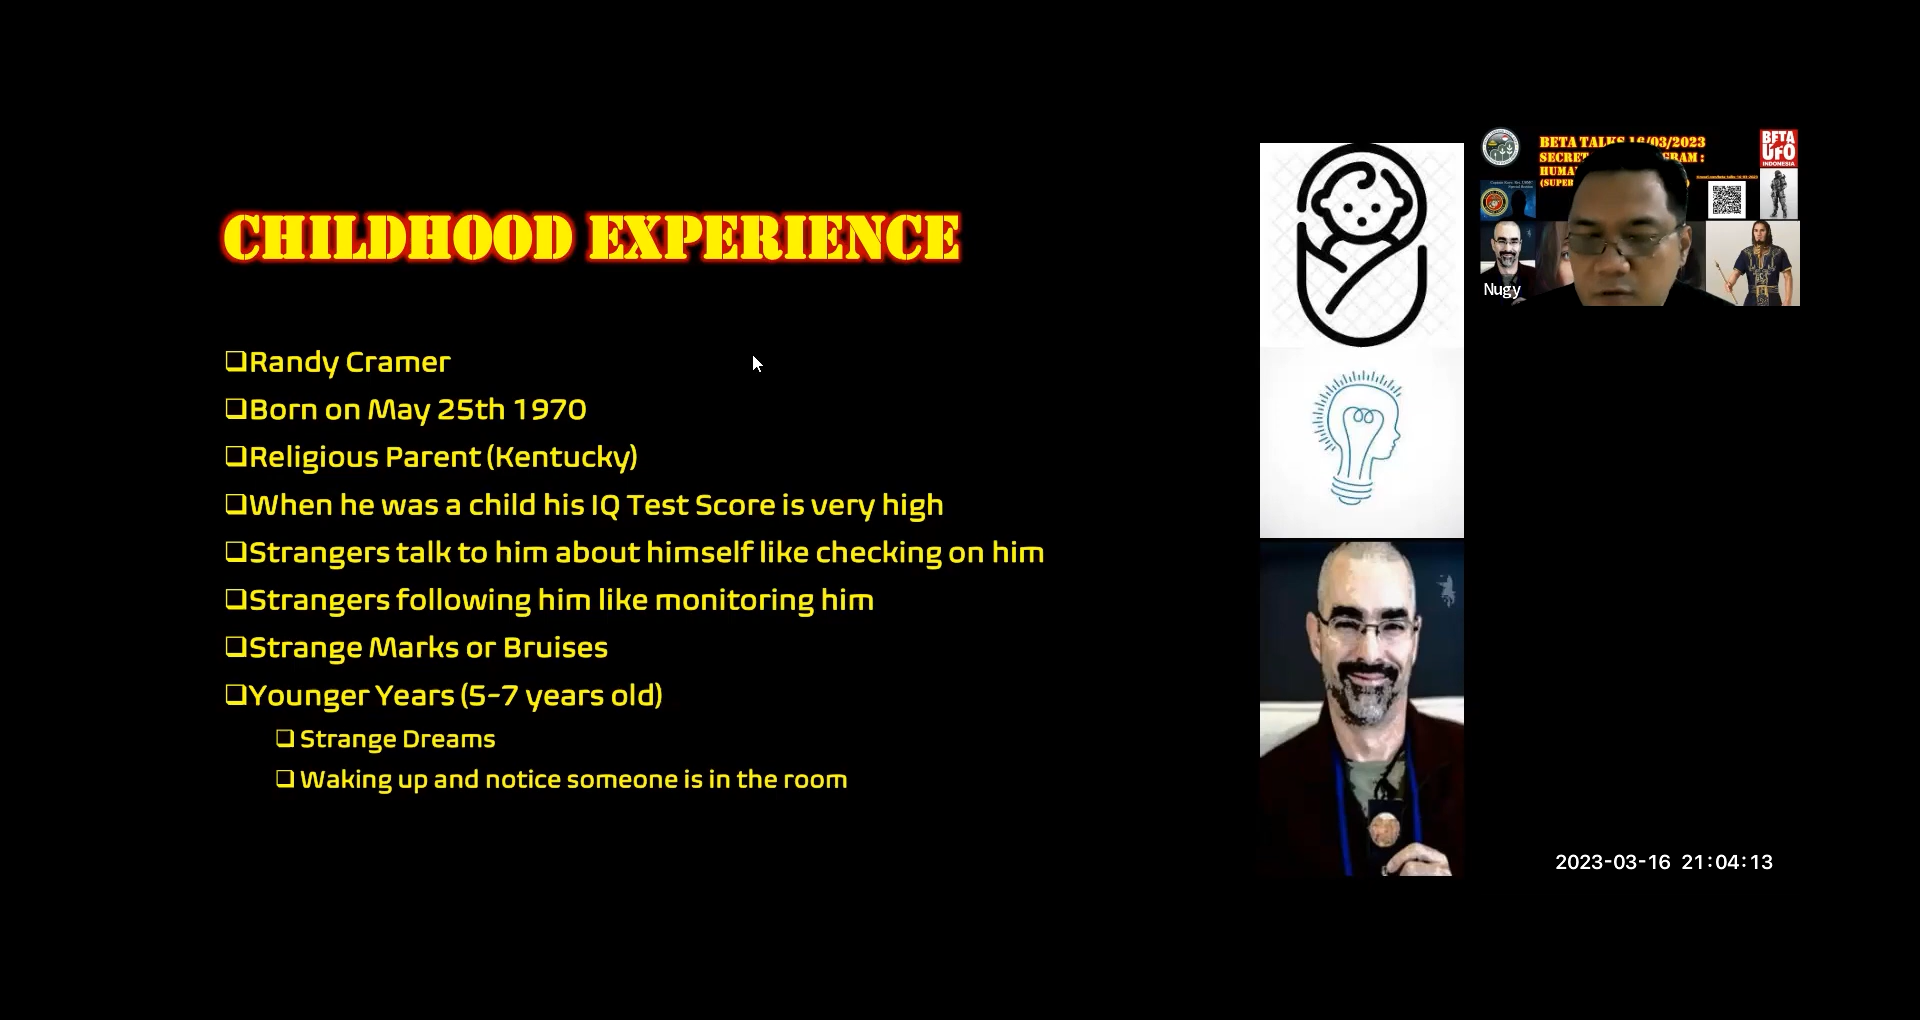 CHILDHOOD EXPERIENCE
Randy Cramer
Born on May 25th 1970
Religious Parent (Kentucky)
When he was a child his IQ Test Score is very high
Strangers talk to him about himself like checking on him
Strangers following him like monitoring him
Strange Marks or Bruises
Younger Years (5-7 years old)
Strange Dreams
Waking up and notice someone is in the room
BETA TALKS 16/03/2023
BETA
UFO
INDONESIA
Nugy
2023-03-16 21:04:13